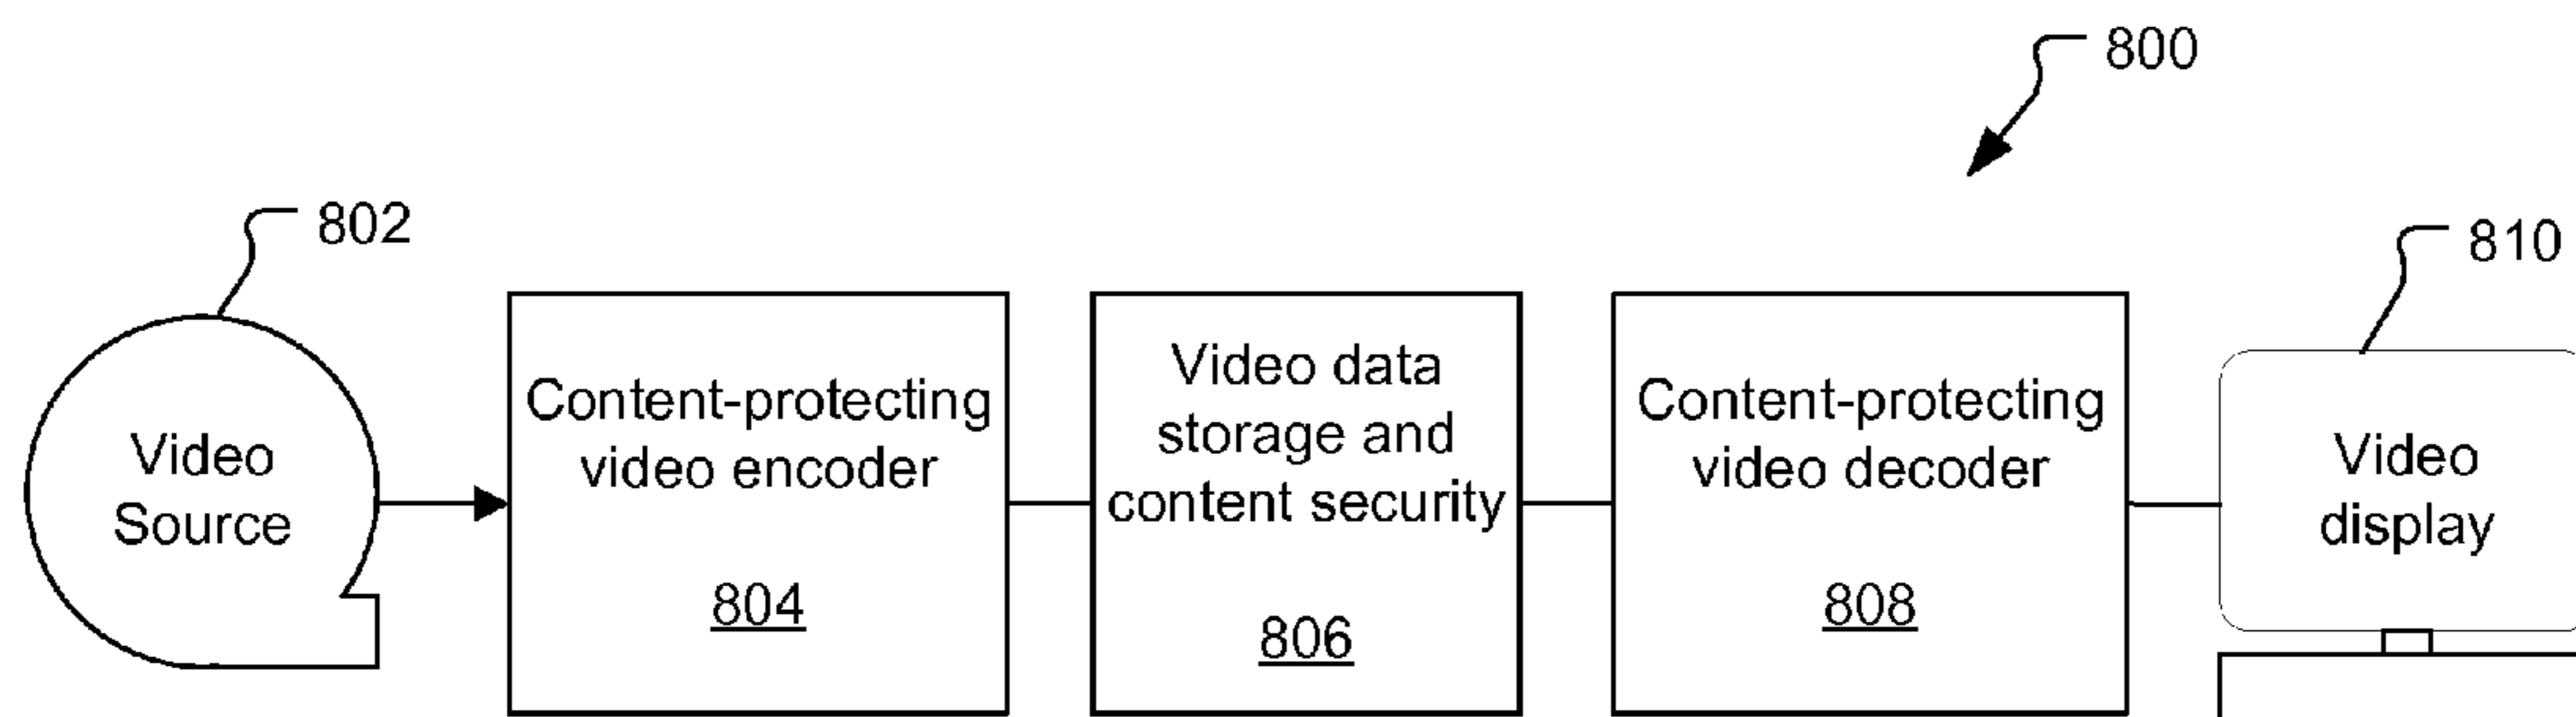 800
802
810
Video
Source
Content-protecting
video encoder
804
Video data
storage and
content security
806
Content-protecting
video decoder
808
Video
display